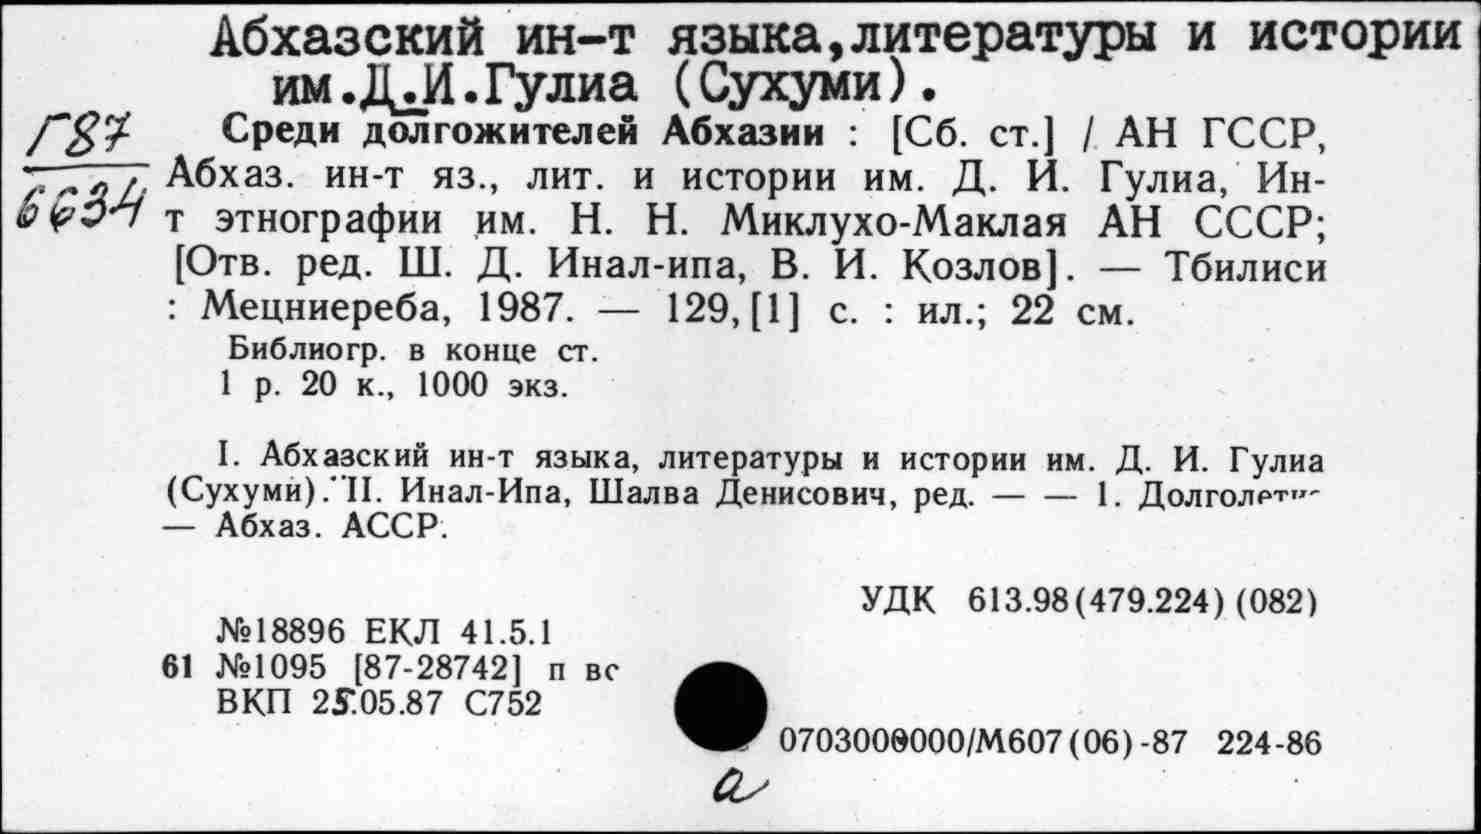 Абхазский ин-т языка,литературы и истории
им.Д.И.Гулиа (Сухуми).
Г87
6634
Среди долгожителей Абхазии : [Сб. ст.] / АН ГССР,
Абхаз. ин-т яз., лит. и истории им. Д. И. Гулиа, Ин-
т этнографии им. Н. Н. Миклухо-Маклая АН СССР;
[Отв. ред. Ш. Д. Инал-ипа, В. И. Козлов]. — Тбилиси
: Мецниереба, 1987. — 129,[1] с. : ил.; 22 см.
Библиогр. в конце ст.
1 р. 20 к., 1000 экз.
I. Абхазский ин-т языка, литературы и истории им. Д. И. Гулиа
(Сухуми). II. Инал-Ипа, Шалва Денисович, ред. — — 1.
— Абхаз. АССР.
УДК 613.98(479.224)(082)
№18896 ЕКЛ 41.5.1
61 №1095 [87-28742] п вс
ВКП 25.05.87 С752
0703000000/М607(06)-87 224-86
а